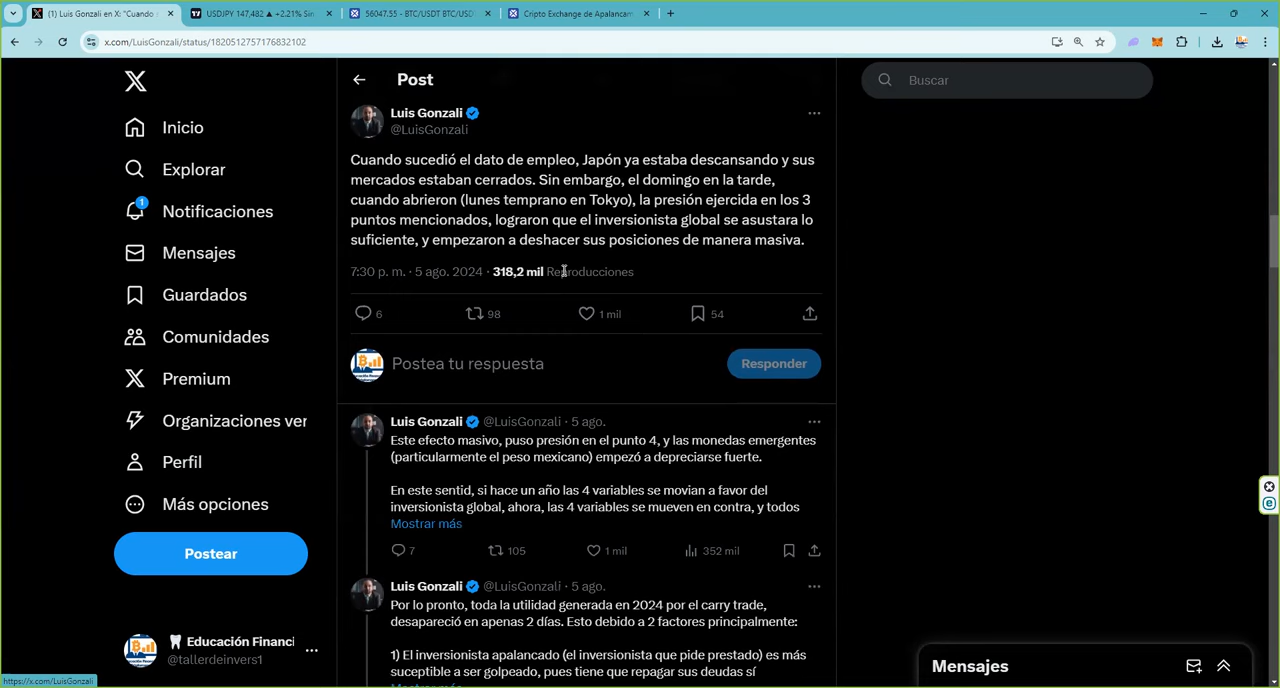 (1) Luis Gonzali en X: "Cuando
USDJPY 147,482 ▲ +2.21% Sin
56047.55 - BTC/USDT BTC/USD
Cripto Exchange de Apalancam
x.com/LuisGonzali/status/1820512757176832102
Post
Buscar
Luis Gonzali
@LuisGonzali
Cuando sucedió el dato de empleo, Japón ya estaba descansando y sus
mercados estaban cerrados. Sin embargo, el domingo en la tarde,
cuando abrieron (lunes temprano en Tokyo), la presión ejercida en los 3
puntos mencionados, lograron que el inversionista global se asustara lo
suficiente, y empezaron a deshacer sus posiciones de manera masiva.
7:30 p. m. · 5 ago. 2024 · 318,2 mil Reproducciones
6 98 1 mil 54
Postea tu respuesta
Responder
Luis Gonzali @LuisGonzali · 5 ago.
Este efecto masivo, puso presión en el punto 4, y las monedas emergentes
(particularmente el peso mexicano) empezó a depreciarse fuerte.
En este sentid, si hace un año las 4 variables se movian a favor del
inversionista global, ahora, las 4 variables se mueven en contra, y todos
Mostrar más
7 105 1 mil 352 mil
Luis Gonzali @LuisGonzali · 5 ago.
Por lo pronto, toda la utilidad generada en 2024 por el carry trade,
desapareció en apenas 2 días. Esto debido a 2 factores principalmente:
1) El inversionista apalancado (el inversionista que pide prestado) es más
suseptible a ser golpeado, pues tiene que repagar sus deudas sí
Mostrar más
Inicio
Explorar
1
Notificaciones
Mensajes
Guardados
Comunidades
Premium
Organizaciones ver
Perfil
Más opciones
Postear
Educación Financi
@tallerdeinvers1
Mensajes
https://x.com/LuisGonzali